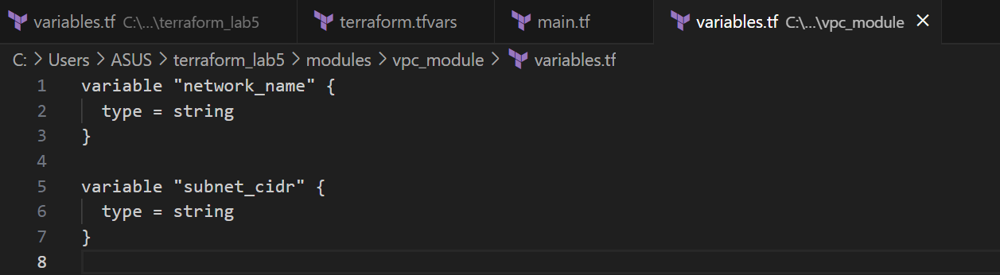 variables.tf C:\...\terraform_lab5 terraform.tfvars main.tf variables.tf C:\...\vpc_module
C: > Users > ASUS > terraform_lab5 > modules > vpc_module > variables.tf
1 variable "network_name" {
2   type = string
3 }
4
5 variable "subnet_cidr" {
6   type = string
7 }
8